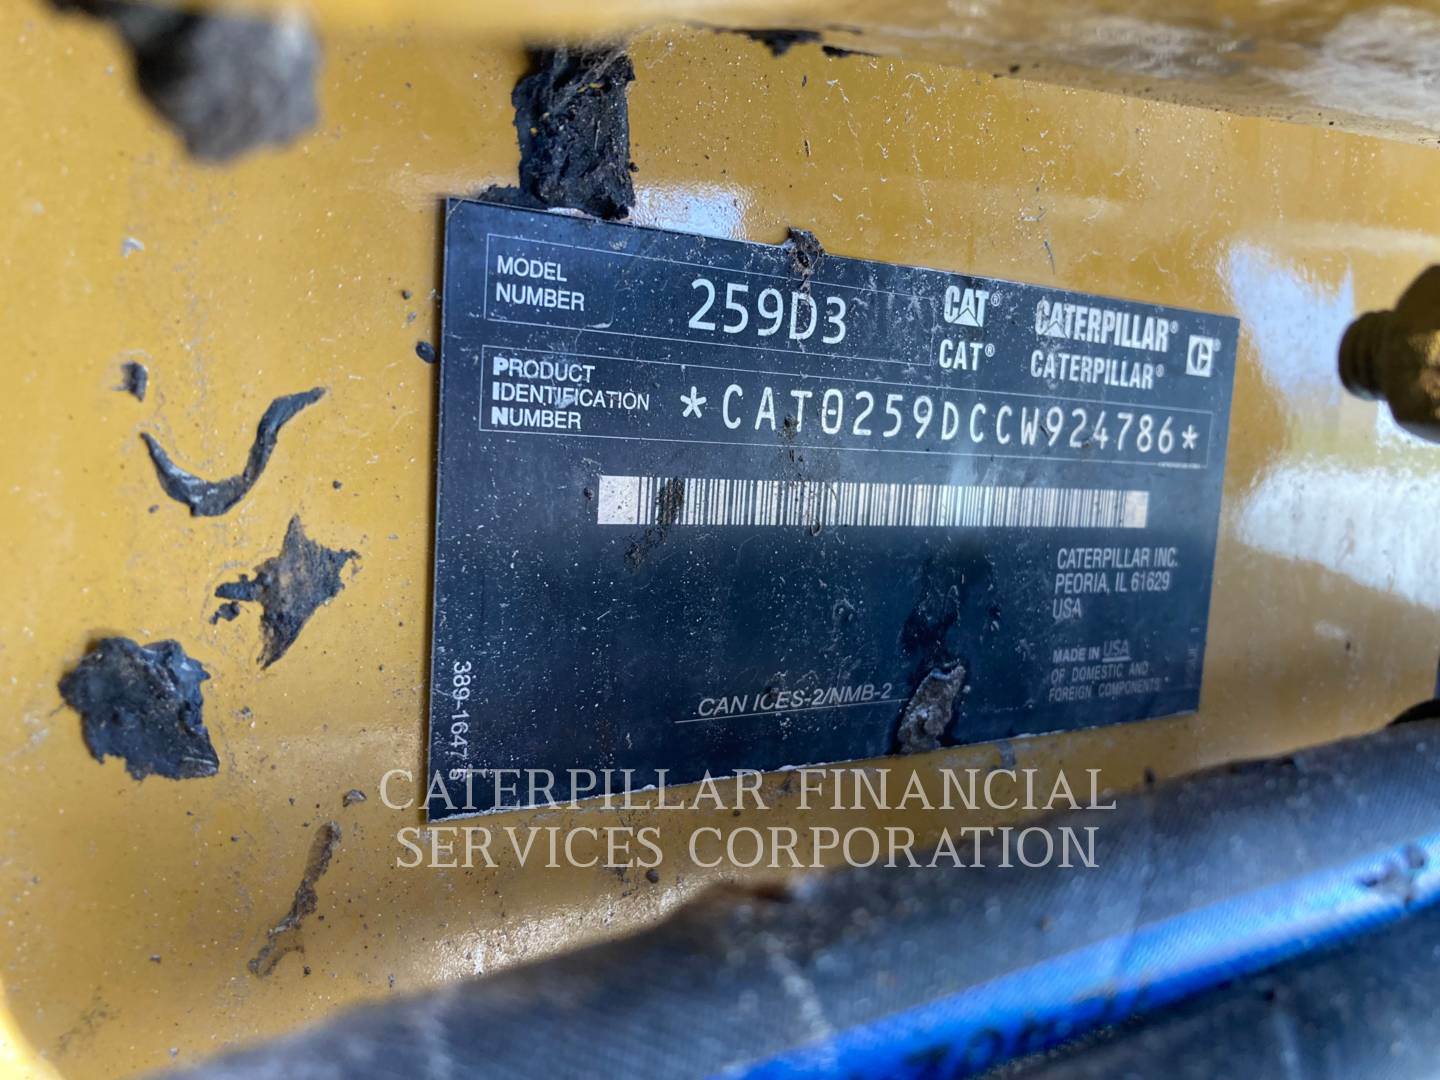 MODEL
NUMBER
259D3
CAT® CATERPILLAR® C®
CAT® CATERPILLAR®
PRODUCT
IDENTIFICATION
NUMBER
*CAT0259DCCW924786*
CATERPILLAR INC.
PEORIA, IL 61629
USA
MADE IN USA
OF DOMESTIC AND
FOREIGN COMPONENTS
CAN ICES-2/NMB-2
CATERPILLAR FINANCIAL
SERVICES CORPORATION